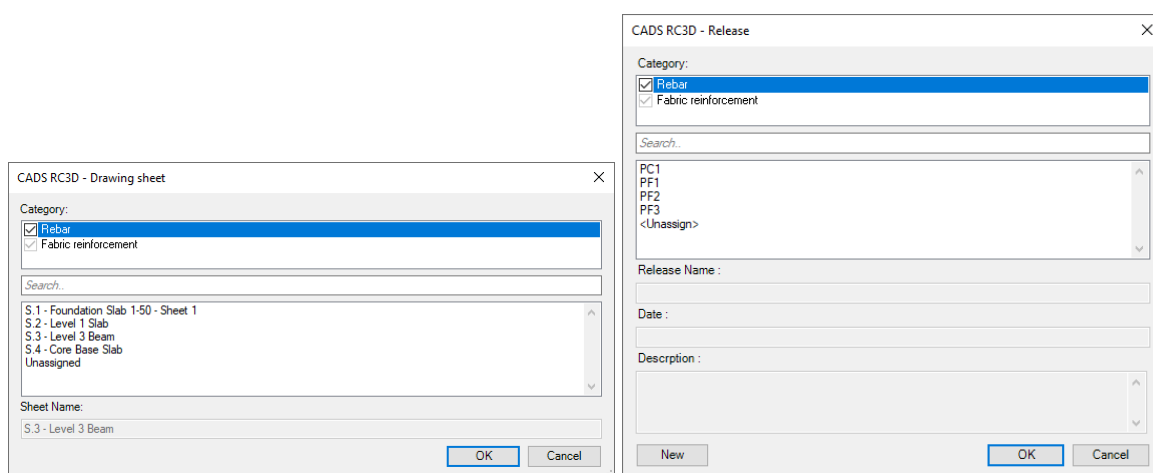 CADS RC3D - Drawing sheet
Category:
Rebar
Fabric reinforcement
Search..
S.1 - Foundation Slab 1-50 - Sheet 1
S.2 - Level 1 Slab
S.3 - Level 3 Beam
S.4 - Core Base Slab
Unassigned
Sheet Name:
S.3 - Level 3 Beam
OK
Cancel
CADS RC3D - Release
Category:
Rebar
Fabric reinforcement
Search..
PC1
PF1
PF2
PF3
<Unassign>
Release Name :
Date :
Descrption :
New
OK
Cancel